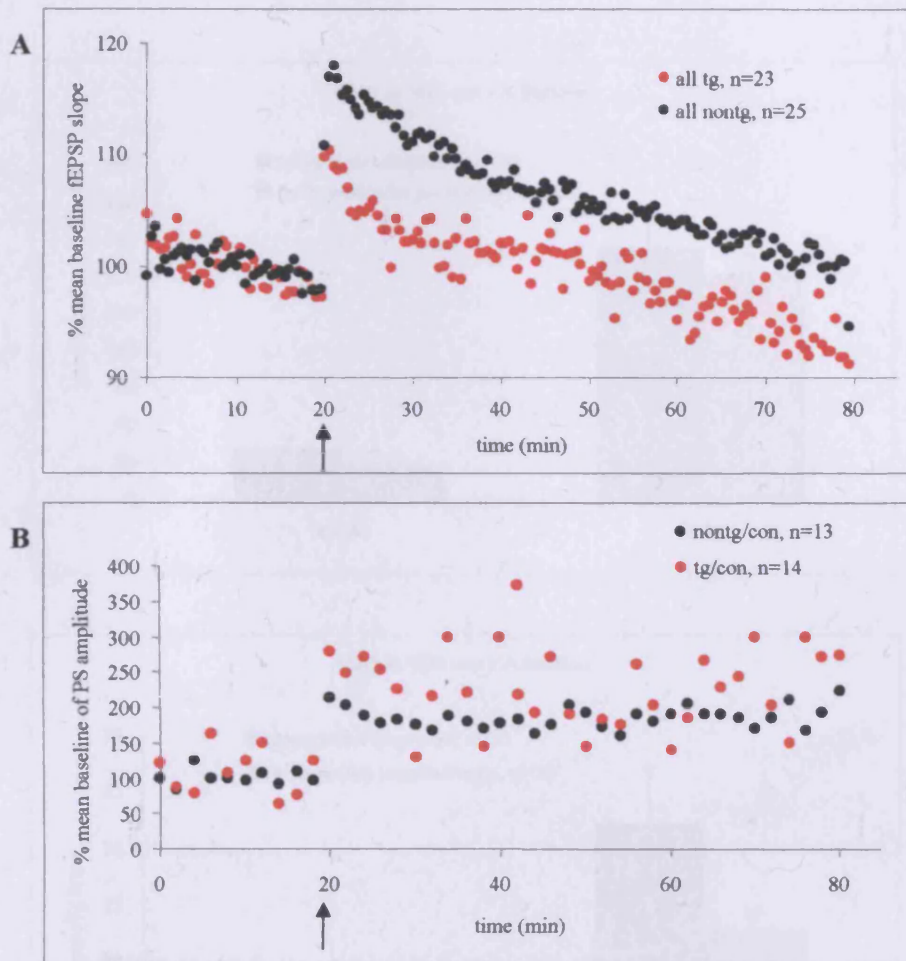 A
% mean baseline fEPSP slope
120
110
100
90
all tg, n=23
all nontg, n=25
0 10 20 30 40 50 60 70 80
time (min)
B
% mean baseline of PS amplitude
400
350
300
250
200
150
100
50
0
nontg/con, n=13
tg/con, n=14
0 20 40 60 80
time (min)